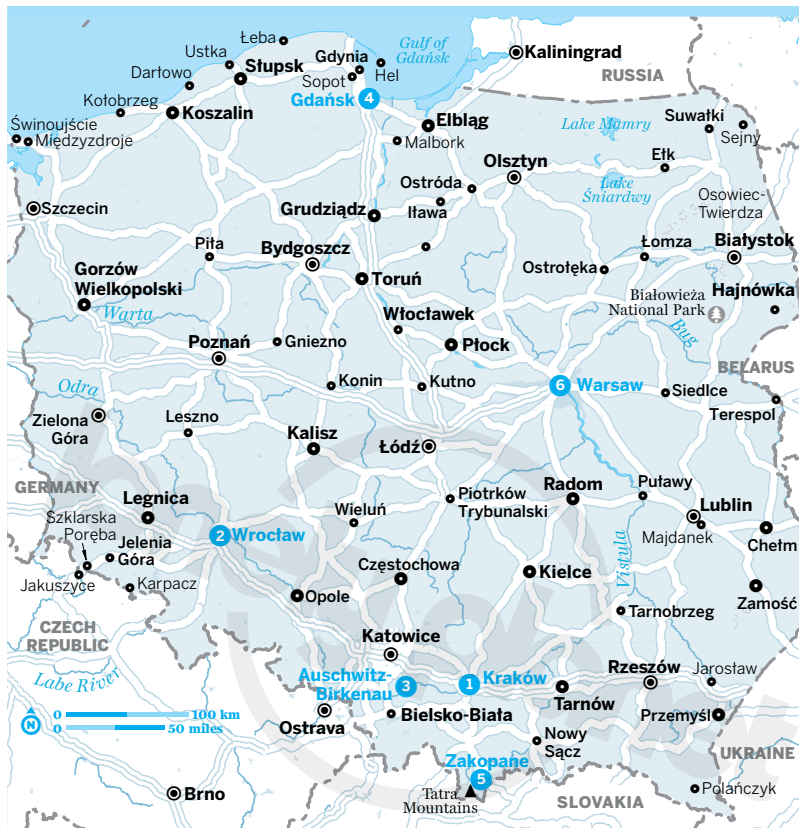 Łeba
Ustka
Gdynia
Gulf of
Gdańsk
Kaliningrad
RUSSIA
Darłowo
Słupsk
Sopot
Hel
Kołobrzeg
Gdańsk
4
Koszalin
Elbląg
Lake Mamry
Suwałki
Sejny
Świnoujście
Międzyzdroje
Malbork
Olsztyn
Ełk
Ostróda
Lake
Śniardwy
Osowiec-
Twierdza
Szczecin
Grudziądz
Iława
Piła
Bydgoszcz
Łomza
Białystok
Gorzów
Wielkopolski
Toruń
Ostrołęka
Białowieża
National Park
Hajnówka
Warta
Włocławek
Bug
Poznań
Gniezno
Płock
BELARUS
Odra
Konin
Kutno
6
Warsaw
Siedlce
Terespol
Zielona
Góra
Leszno
Kalisz
Łódź
GERMANY
Legnica
Wieluń
Piotrków
Trybunalski
Radom
Puławy
Lublin
Szklarska
Poręba
2
Wrocław
Majdanek
Chełm
Jelenia
Góra
Jakuszyce
Karpacz
Częstochowa
Kielce
Vistula
Opole
Zamość
Tarnobrzeg
CZECH
REPUBLIC
Katowice
Labe River
Auschwitz-
Birkenau
3
1
Kraków
Rzeszów
Jarosław
Tarnów
N
0 100 km
0 50 miles
Ostrava
Bielsko-Biała
Przemyśl
Nowy
Sącz
UKRAINE
Zakopane
5
Brno
Tatra
Mountains
SLOVAKIA
Polańczyk